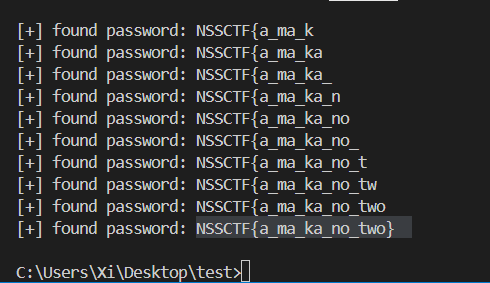 [+] found password: NSSCTF{a_ma_k
[+] found password: NSSCTF{a_ma_ka
[+] found password: NSSCTF{a_ma_ka_
[+] found password: NSSCTF{a_ma_ka_n
[+] found password: NSSCTF{a_ma_ka_no
[+] found password: NSSCTF{a_ma_ka_no_
[+] found password: NSSCTF{a_ma_ka_no_t
[+] found password: NSSCTF{a_ma_ka_no_tw
[+] found password: NSSCTF{a_ma_ka_no_two
[+] found password: NSSCTF{a_ma_ka_no_two}
C:\Users\Xi\Desktop\test>